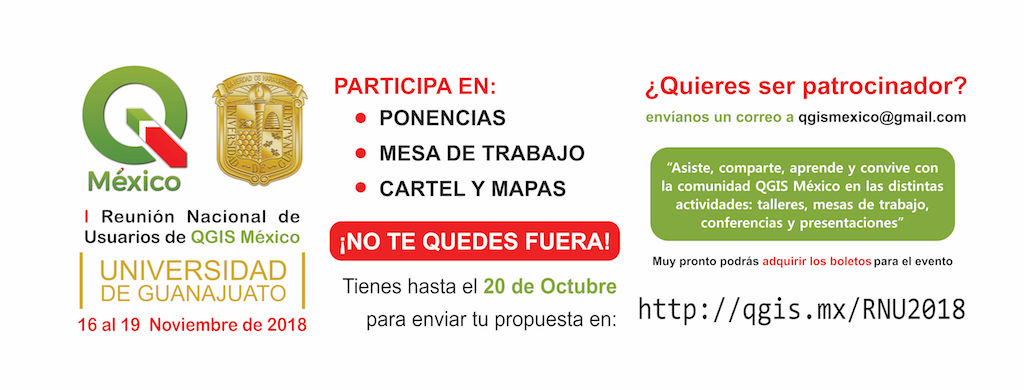 México
UNIVERSIDAD DE GUANAJUATO
I Reunión Nacional de
Usuarios de QGIS México
UNIVERSIDAD
DE GUANAJUATO
16 al 19 Noviembre de 2018
PARTICIPA EN:
• PONENCIAS
• MESA DE TRABAJO
• CARTEL Y MAPAS
¡NO TE QUEDES FUERA!
Tienes hasta el 20 de Octubre
para enviar tu propuesta en:
¿Quieres ser patrocinador?
envíanos un correo a qgismexico@gmail.com
“Asiste, comparte, aprende y convive con
la comunidad QGIS México en las distintas
actividades: talleres, mesas de trabajo,
conferencias y presentaciones”
Muy pronto podrás adquirir los boletos para el evento
http://qgis.mx/RNU2018